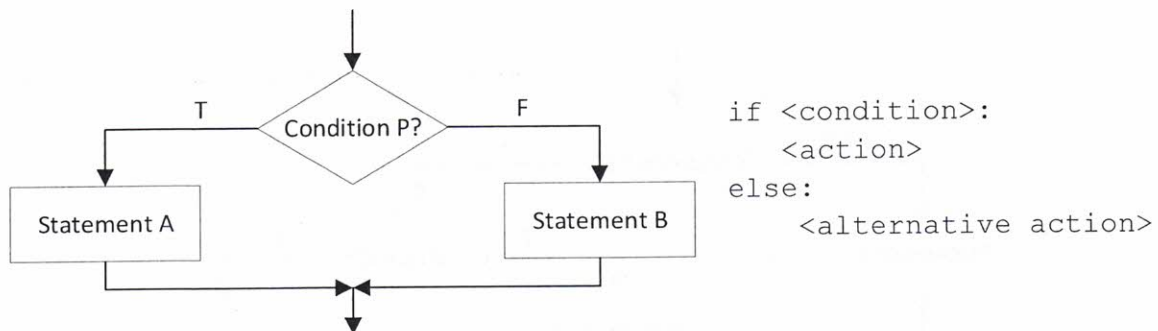 T
F
Condition P?
Statement A
Statement B
if <condition>:
<action>
else:
<alternative action>